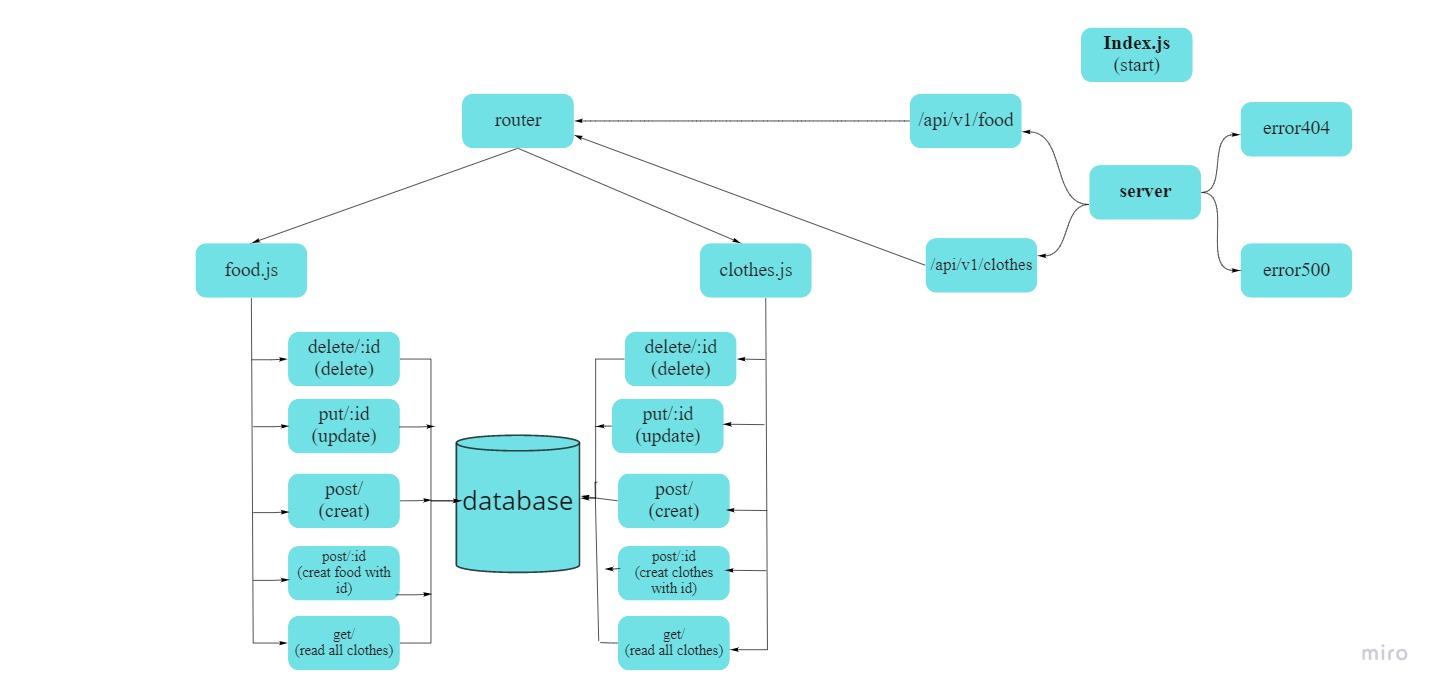 Index.js
(start)
router
/api/v1/food
error404
server
food.js
clothes.js
/api/v1/clothes
error500
delete/:id
(delete)
put/:id
(update)
post/
(creat)
post/:id
(creat food with
id)
get/
(read all clothes)
database
delete/:id
(delete)
put/:id
(update)
post/
(creat)
post/:id
(creat clothes
with id)
get/
(read all clothes)
miro